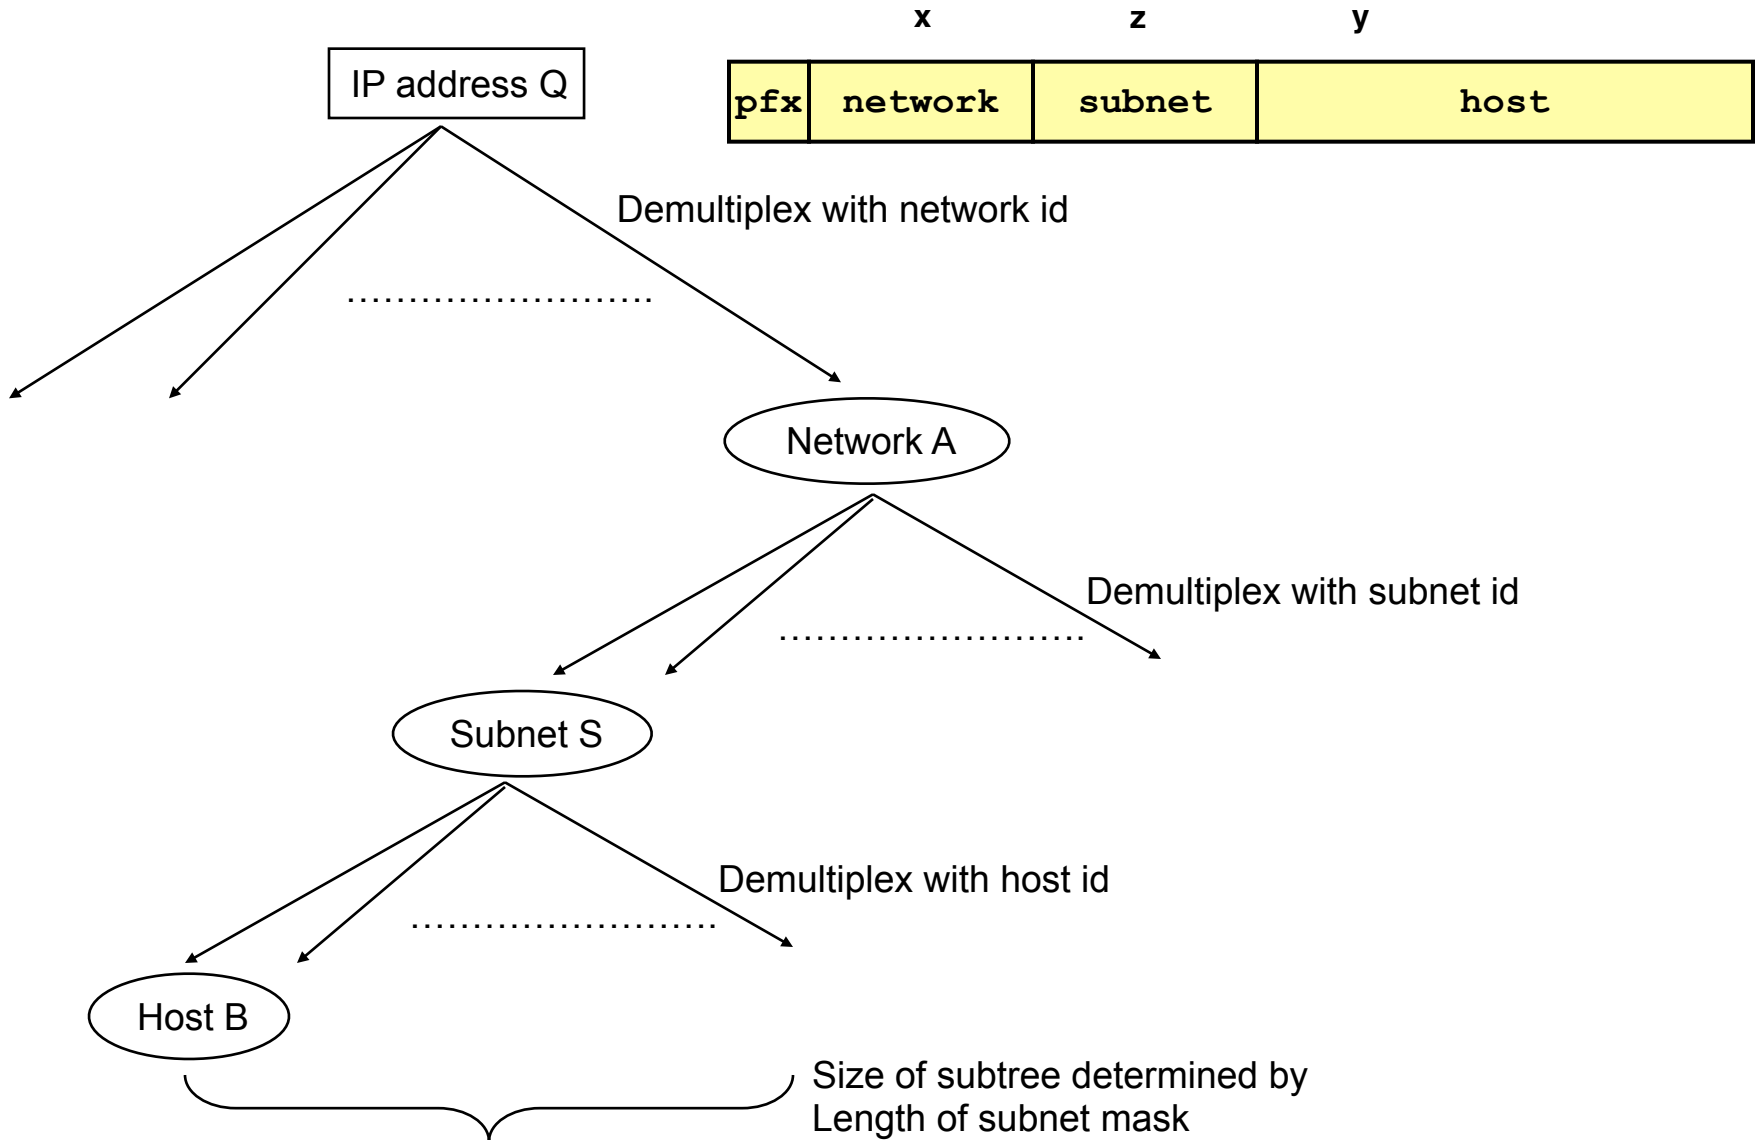 x z y
IP address Q
pfx network subnet host
Demultiplex with network id
........................
Network A
Demultiplex with subnet id
........................
Subnet S
Demultiplex with host id
........................
Host B
Size of subtree determined by
Length of subnet mask